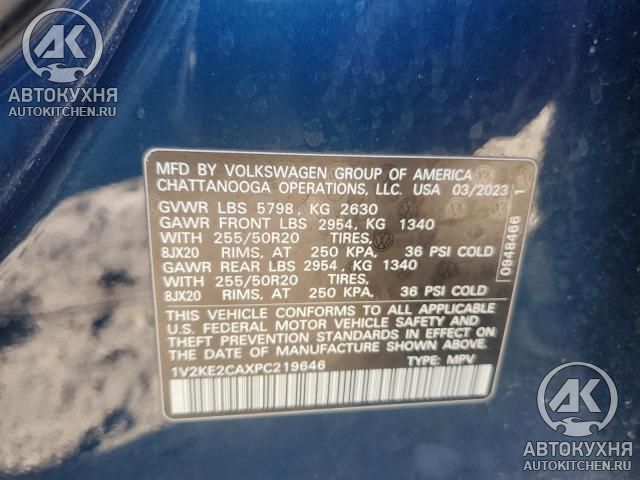 АК
АВТОКУХНЯ
AUTOKITCHEN.RU
MFD BY VOLKSWAGEN GROUP OF AMERICA
CHATTANOOGA OPERATIONS, LLC. USA 03/2023
GVWR LBS 5798, KG 2630
GAWR FRONT LBS 2954, KG 1340
WITH 255/50R20 TIRES,
8JX20 RIMS, AT 250 KPA, 36 PSI COLD
GAWR REAR LBS 2954, KG 1340
WITH 255/50R20 TIRES,
8JX20 RIMS, AT 250 KPA, 36 PSI COLD
THIS VEHICLE CONFORMS TO ALL APPLICABLE
U.S. FEDERAL MOTOR VEHICLE SAFETY AND
THEFT PREVENTION STANDARDS IN EFFECT ON
THE DATE OF MANUFACTURE SHOWN ABOVE.
1V2KE2CAXPC219646 TYPE: MPV
0948466 1
АК
АВТОКУХНЯ
AUTOKITCHEN.RU